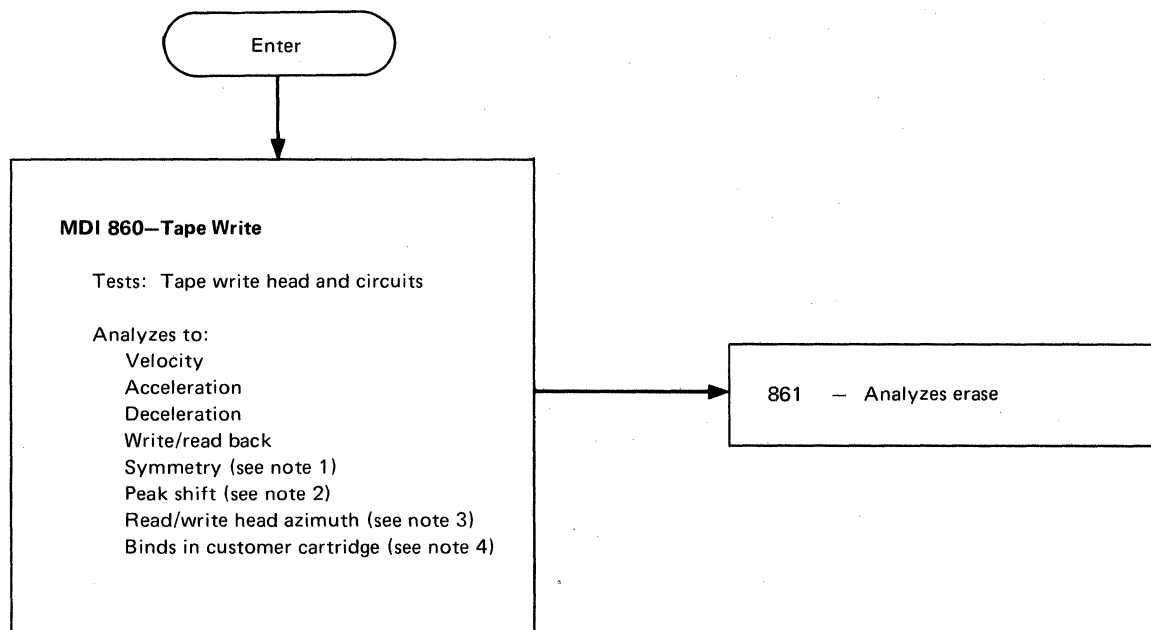 Enter
MDI 860—Tape Write
Tests: Tape write head and circuits
Analyzes to:
Velocity
Acceleration
Deceleration
Write/read back
Symmetry (see note 1)
Peak shift (see note 2)
Read/write head azimuth (see note 3)
Binds in customer cartridge (see note 4)
861 — Analyzes erase